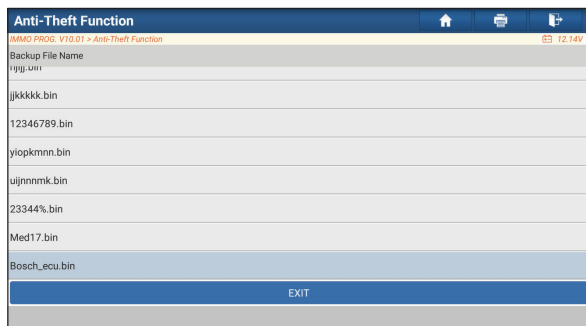 Anti-Theft Function
IMMO PROG. V10.01 > Anti-Theft Function
12.14V
Backup File Name
jjkkkkk.bin
12346789.bin
yiopkmnn.bin
uijnnnmk.bin
23344%.bin
Med17.bin
Bosch_ecu.bin
EXIT